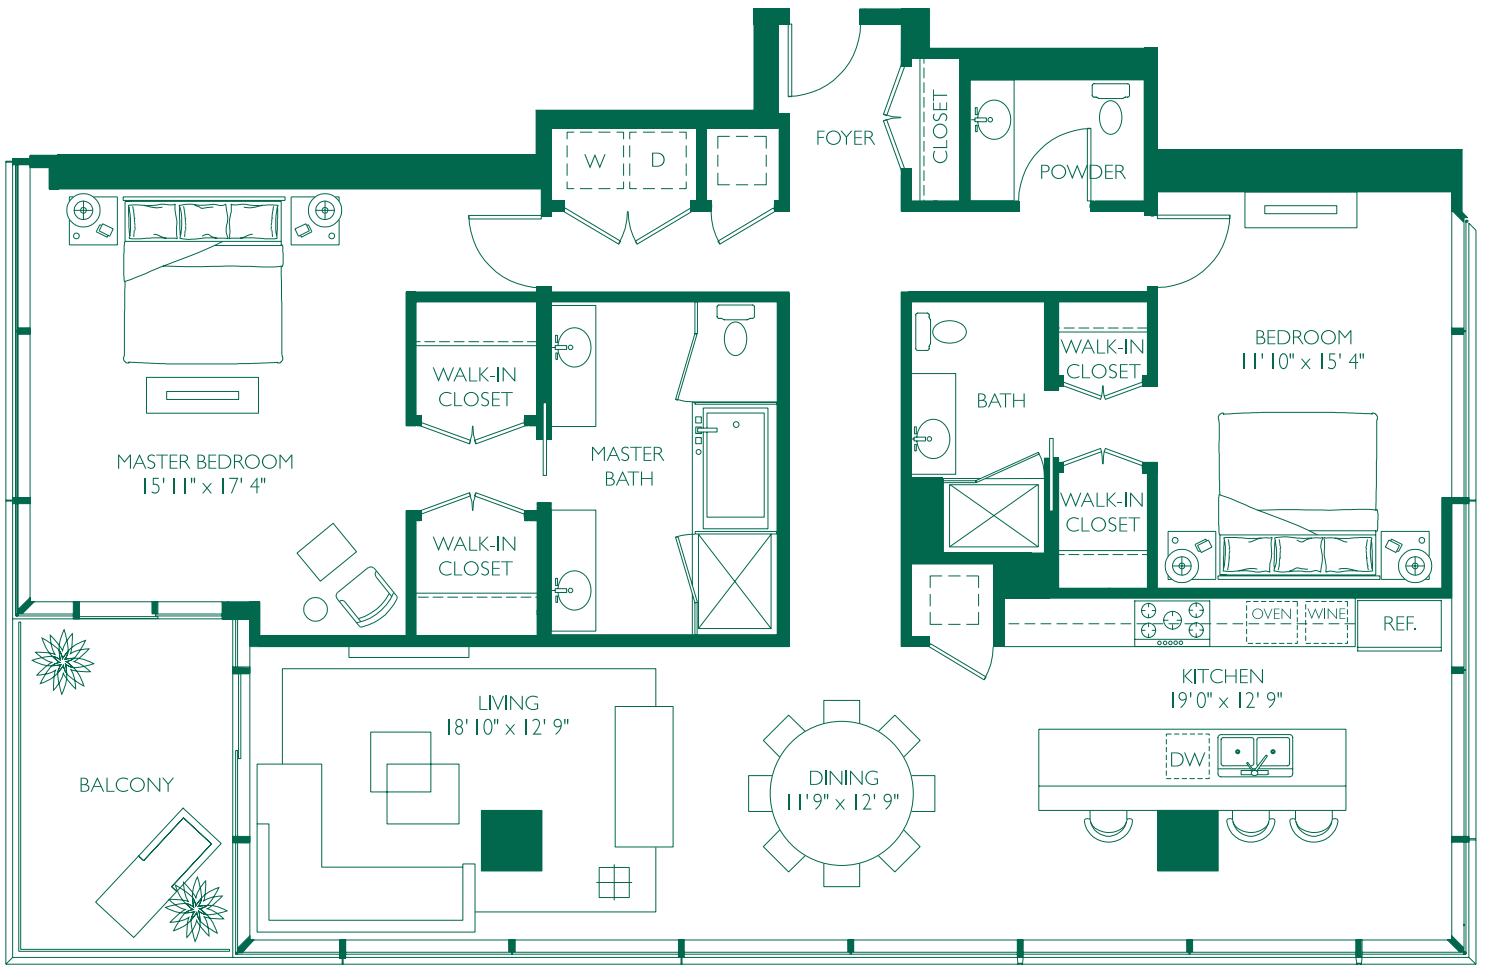 FOYER
CLOSET
POWDER
W
D
BEDROOM
11' 10" x 15' 4"
WALK-IN
CLOSET
WALK-IN
CLOSET
BATH
MASTER BEDROOM
15' 11" x 17' 4"
MASTER
BATH
WALK-IN
CLOSET
WALK-IN
CLOSET
OVEN
WINE
REF.
KITCHEN
19' 0" x 12' 9"
LIVING
18' 10" x 12' 9"
DW
DINING
11' 9" x 12' 9"
BALCONY